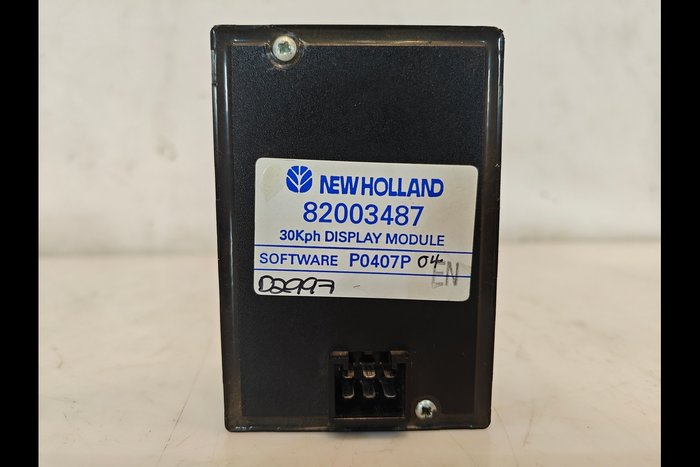 NEW HOLLAND
82003487
30Kph DISPLAY MODULE
SOFTWARE P0407P 04
EN
D2997